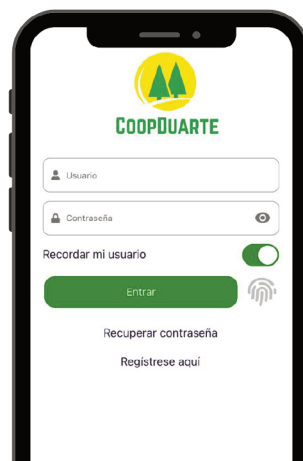 COOPDUARTE
Usuario
Contraseña
Recordar mi usuario
Entrar
Recuperar contraseña
Regístrese aquí